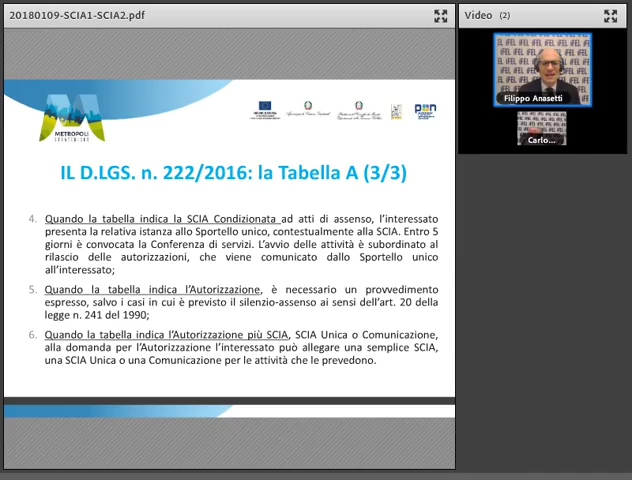 20180109-SCIA1-SCIA2.pdf
Video (2)
Filippo Anasetti
Carlo...
METROPOLI
IL D.LGS. n. 222/2016: la Tabella A (3/3)
4. Quando la tabella indica la SCIA Condizionata ad atti di assenso, l'interessato
presenta la relativa istanza allo Sportello unico, contestualmente alla SCIA. Entro 5
giorni è convocata la Conferenza di servizi. L'avvio delle attività è subordinato al
rilascio delle autorizzazioni, che viene comunicato dallo Sportello unico
all'interessato;
5. Quando la tabella indica l'Autorizzazione, è necessario un provvedimento
espresso, salvo i casi in cui è previsto il silenzio-assenso ai sensi dell'art. 20 della
legge n. 241 del 1990;
6. Quando la tabella indica l'Autorizzazione più SCIA, SCIA Unica o Comunicazione,
alla domanda per l'Autorizzazione l'interessato può allegare una semplice SCIA,
una SCIA Unica o una Comunicazione per le attività che le prevedono.